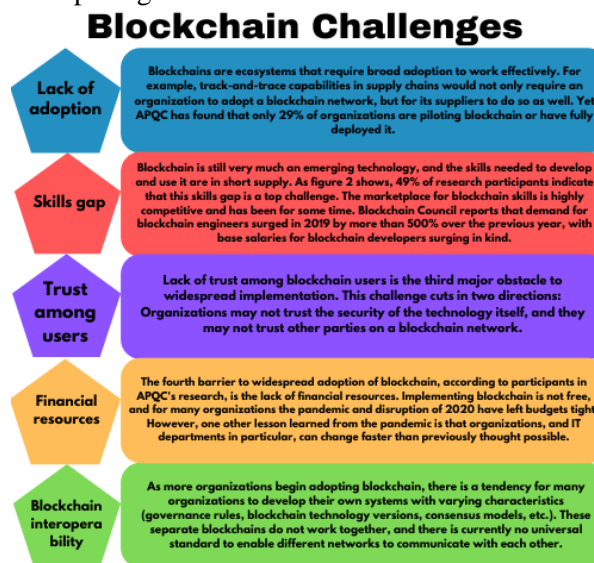 Blockchain Challenges
Lack of
adoption
Blockchains are ecosystems that require broad adoption to work effectively. For
example, track-and-trace capabilities in supply chains would not only require an
organization to adopt a blockchain network, but for its suppliers to do so as well. Yet
APQC has found that only 29% of organizations are piloting blockchain or have fully
deployed it.
Skills gap
Blockchain is still very much an emerging technology, and the skills needed to develop
and use it are in short supply. As figure 2 shows, 49% of research participants indicate
that this skills gap is a top challenge. The marketplace for blockchain skills is highly
competitive and has been for some time. Blockchain Council reports that demand for
blockchain engineers surged in 2019 by more than 500% over the previous year, with
base salaries for blockchain developers surging in kind.
Trust
among
users
Lack of trust among blockchain users is the third major obstacle to
widespread implementation. This challenge cuts in two directions:
Organizations may not trust the security of the technology itself, and they
may not trust other parties on a blockchain network.
Financial
resources
The fourth barrier to widespread adoption of blockchain, according to participants in
APQC's research, is the lack of financial resources. Implementing blockchain is not free,
and for many organizations the pandemic and disruption of 2020 have left budgets tight
However, one other lesson learned from the pandemic is that organizations, and IT
departments in particular, can change faster than previously thought possible.
Blockchain
interopera
bility
As more organizations begin adopting blockchain, there is a tendency for many
organizations to develop their own systems with varying characteristics
(governance rules, blockchain technology versions, consensus models, etc.). These
separate blockchains do not work together, and there is currently no universal
standard to enable different networks to communicate with each other.